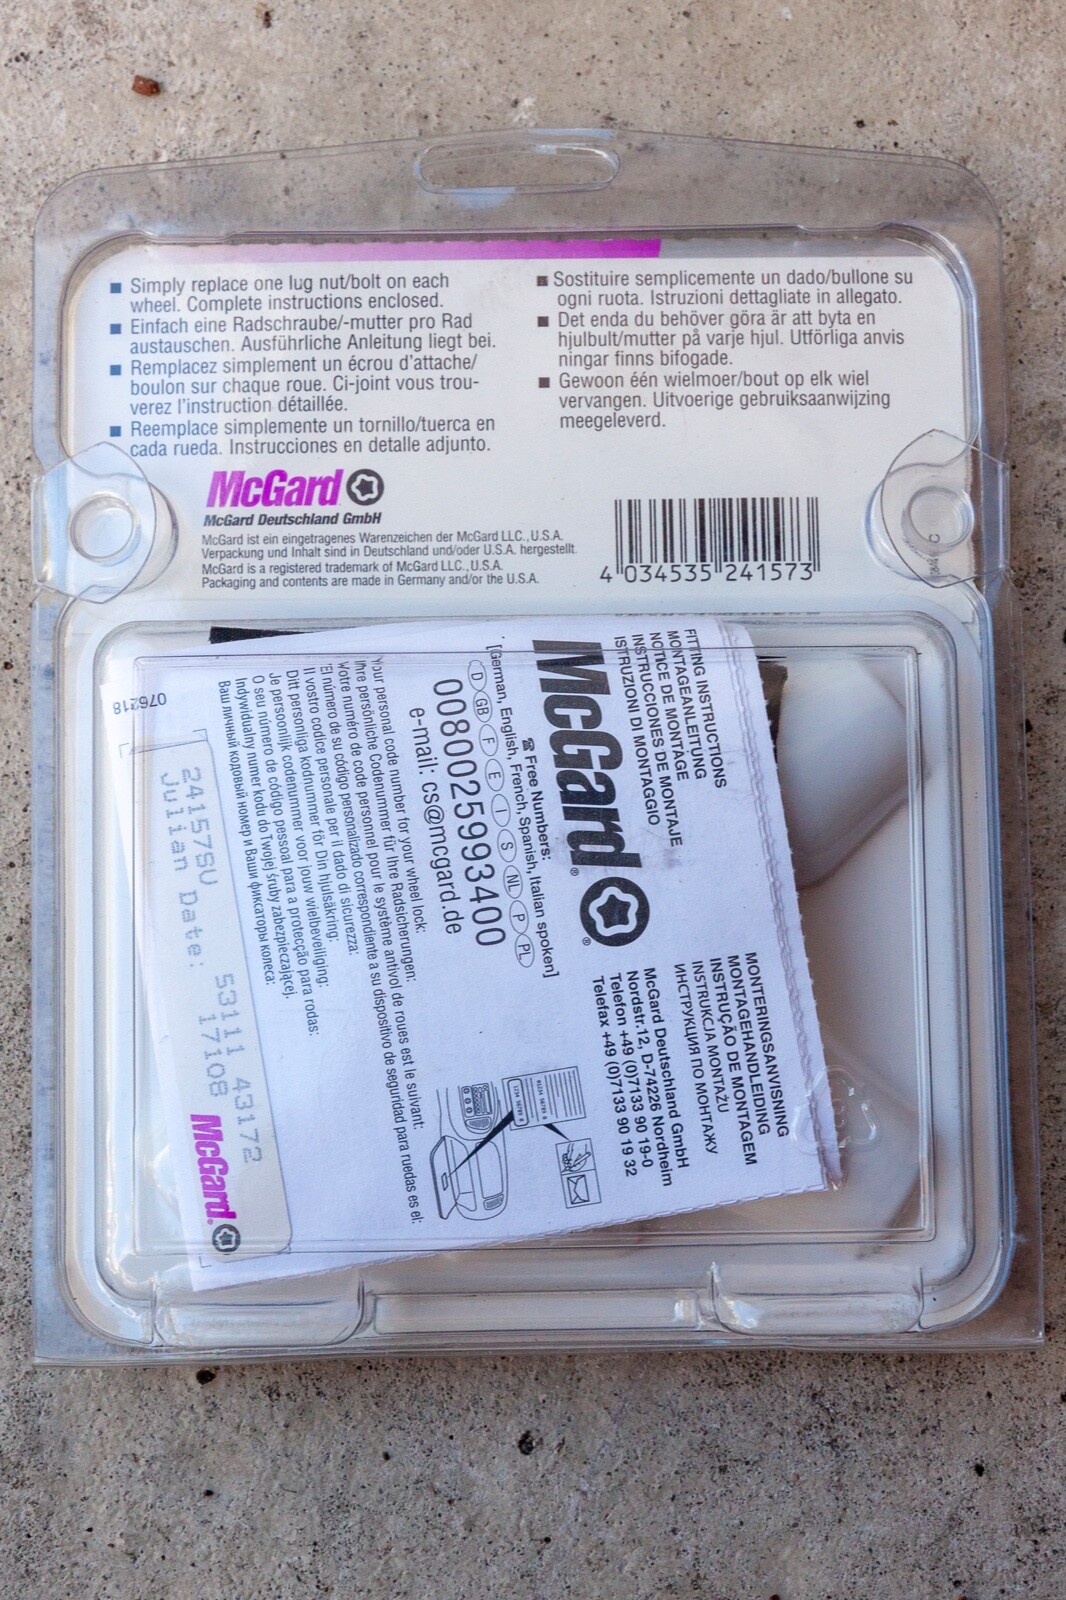 ■ Simply replace one lug nut/bolt on each
wheel. Complete instructions enclosed.
■ Einfach eine Radschraube/-mutter pro Rad
austauschen. Ausführliche Anleitung liegt bei.
■ Remplacez simplement un écrou d'attache/
boulon sur chaque roue. Ci-joint vous trou-
verez l'instruction détaillée.
■ Reemplace simplemente un tornillo/tuerca en
cada rueda. Instrucciones en detalle adjunto.
■ Sostituire semplicemente un dado/bullone su
ogni ruota. Istruzioni dettagliate in allegato.
■ Det enda du behöver göra är att byta en
hjulbult/mutter på varje hjul. Utförliga anvis
ningar finns bifogade.
■ Gewoon één wielmoer/bout op elk wiel
vervangen. Uitvoerige gebruiksaanwijzing
meegeleverd.
McGard
McGard Deutschland GmbH
McGard ist ein eingetragenes Warenzeichen der McGard LLC., U.S.A.
Verpackung und Inhalt sind in Deutschland und/oder U.S.A. hergestellt.
McGard is a registered trademark of McGard LLC., U.S.A.
Packaging and contents are made in Germany and/or the U.S.A.
4 034535 241573
FITTING INSTRUCTIONS
MONTAGEANLEITUNG
NOTICE DE MONTAGE
INSTRUCCIONES DE MONTAJE
ISTRUZIONI DI MONTAGGIO
MONTERINGSANVISNING
MONTAGEHANDLEIDING
INSTRUÇÃO DE MONTAGEM
INSTRUKCJA MONTAŻU
ИНСТРУКЦИЯ ПО МОНТАЖУ
McGard® ®
McGard Deutschland GmbH
Nordstr.12, D-74226 Nordheim
Telefon +49 (0)7133 90 19-0
Telefax +49 (0)7133 90 19 32
☎ Free Numbers:
[German, English, French, Spanish, Italian spoken]
D GB F E I S NL P PL
00800025993400
e-mail: cs@mcgard.de
Your personal code number for your wheel lock:
Ihre persönliche Codenummer für Ihre Radsicherungen:
Votre numéro de code personnel pour le système antivol de roues est le suivant:
El número de su código personalizado correspondiente a su dispositivo de seguridad para ruedas es el:
Il vostro codice personale per il dado di sicurezza:
Ditt personliga kodnummer för Din hjulsäkring:
Je persoonlijk codenummer voor jouw wielbeveiliging:
O seu número de código pessoal para a protecção para rodas:
Indywidualny numer kodu do Twojej śruby zabezpieczającej.
Ваш личный кодовый номер и Ваши фиксаторы колеса:
24157SU 53111 43172
Julian Date: 17108
McGard®
076218